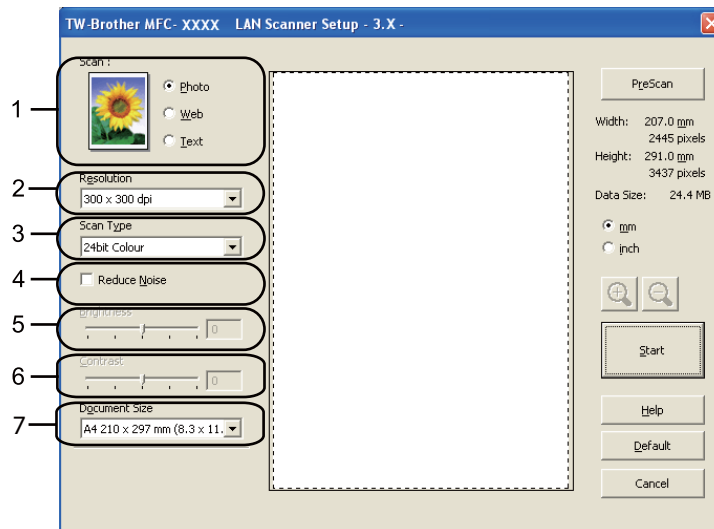 TW-Brother MFC- XXXX LAN Scanner Setup - 3.X -
1
Scan :
Photo
Web
Text
2
Resolution
300 x 300 dpi
3
Scan Type
24bit Colour
4
Reduce Noise
5
Brightness
0
6
Contrast
0
7
Document Size
A4 210 x 297 mm (8.3 x 11.
PreScan
Width: 207.0 mm
2445 pixels
Height: 291.0 mm
3437 pixels
Data Size: 24.4 MB
mm
inch
Start
Help
Default
Cancel